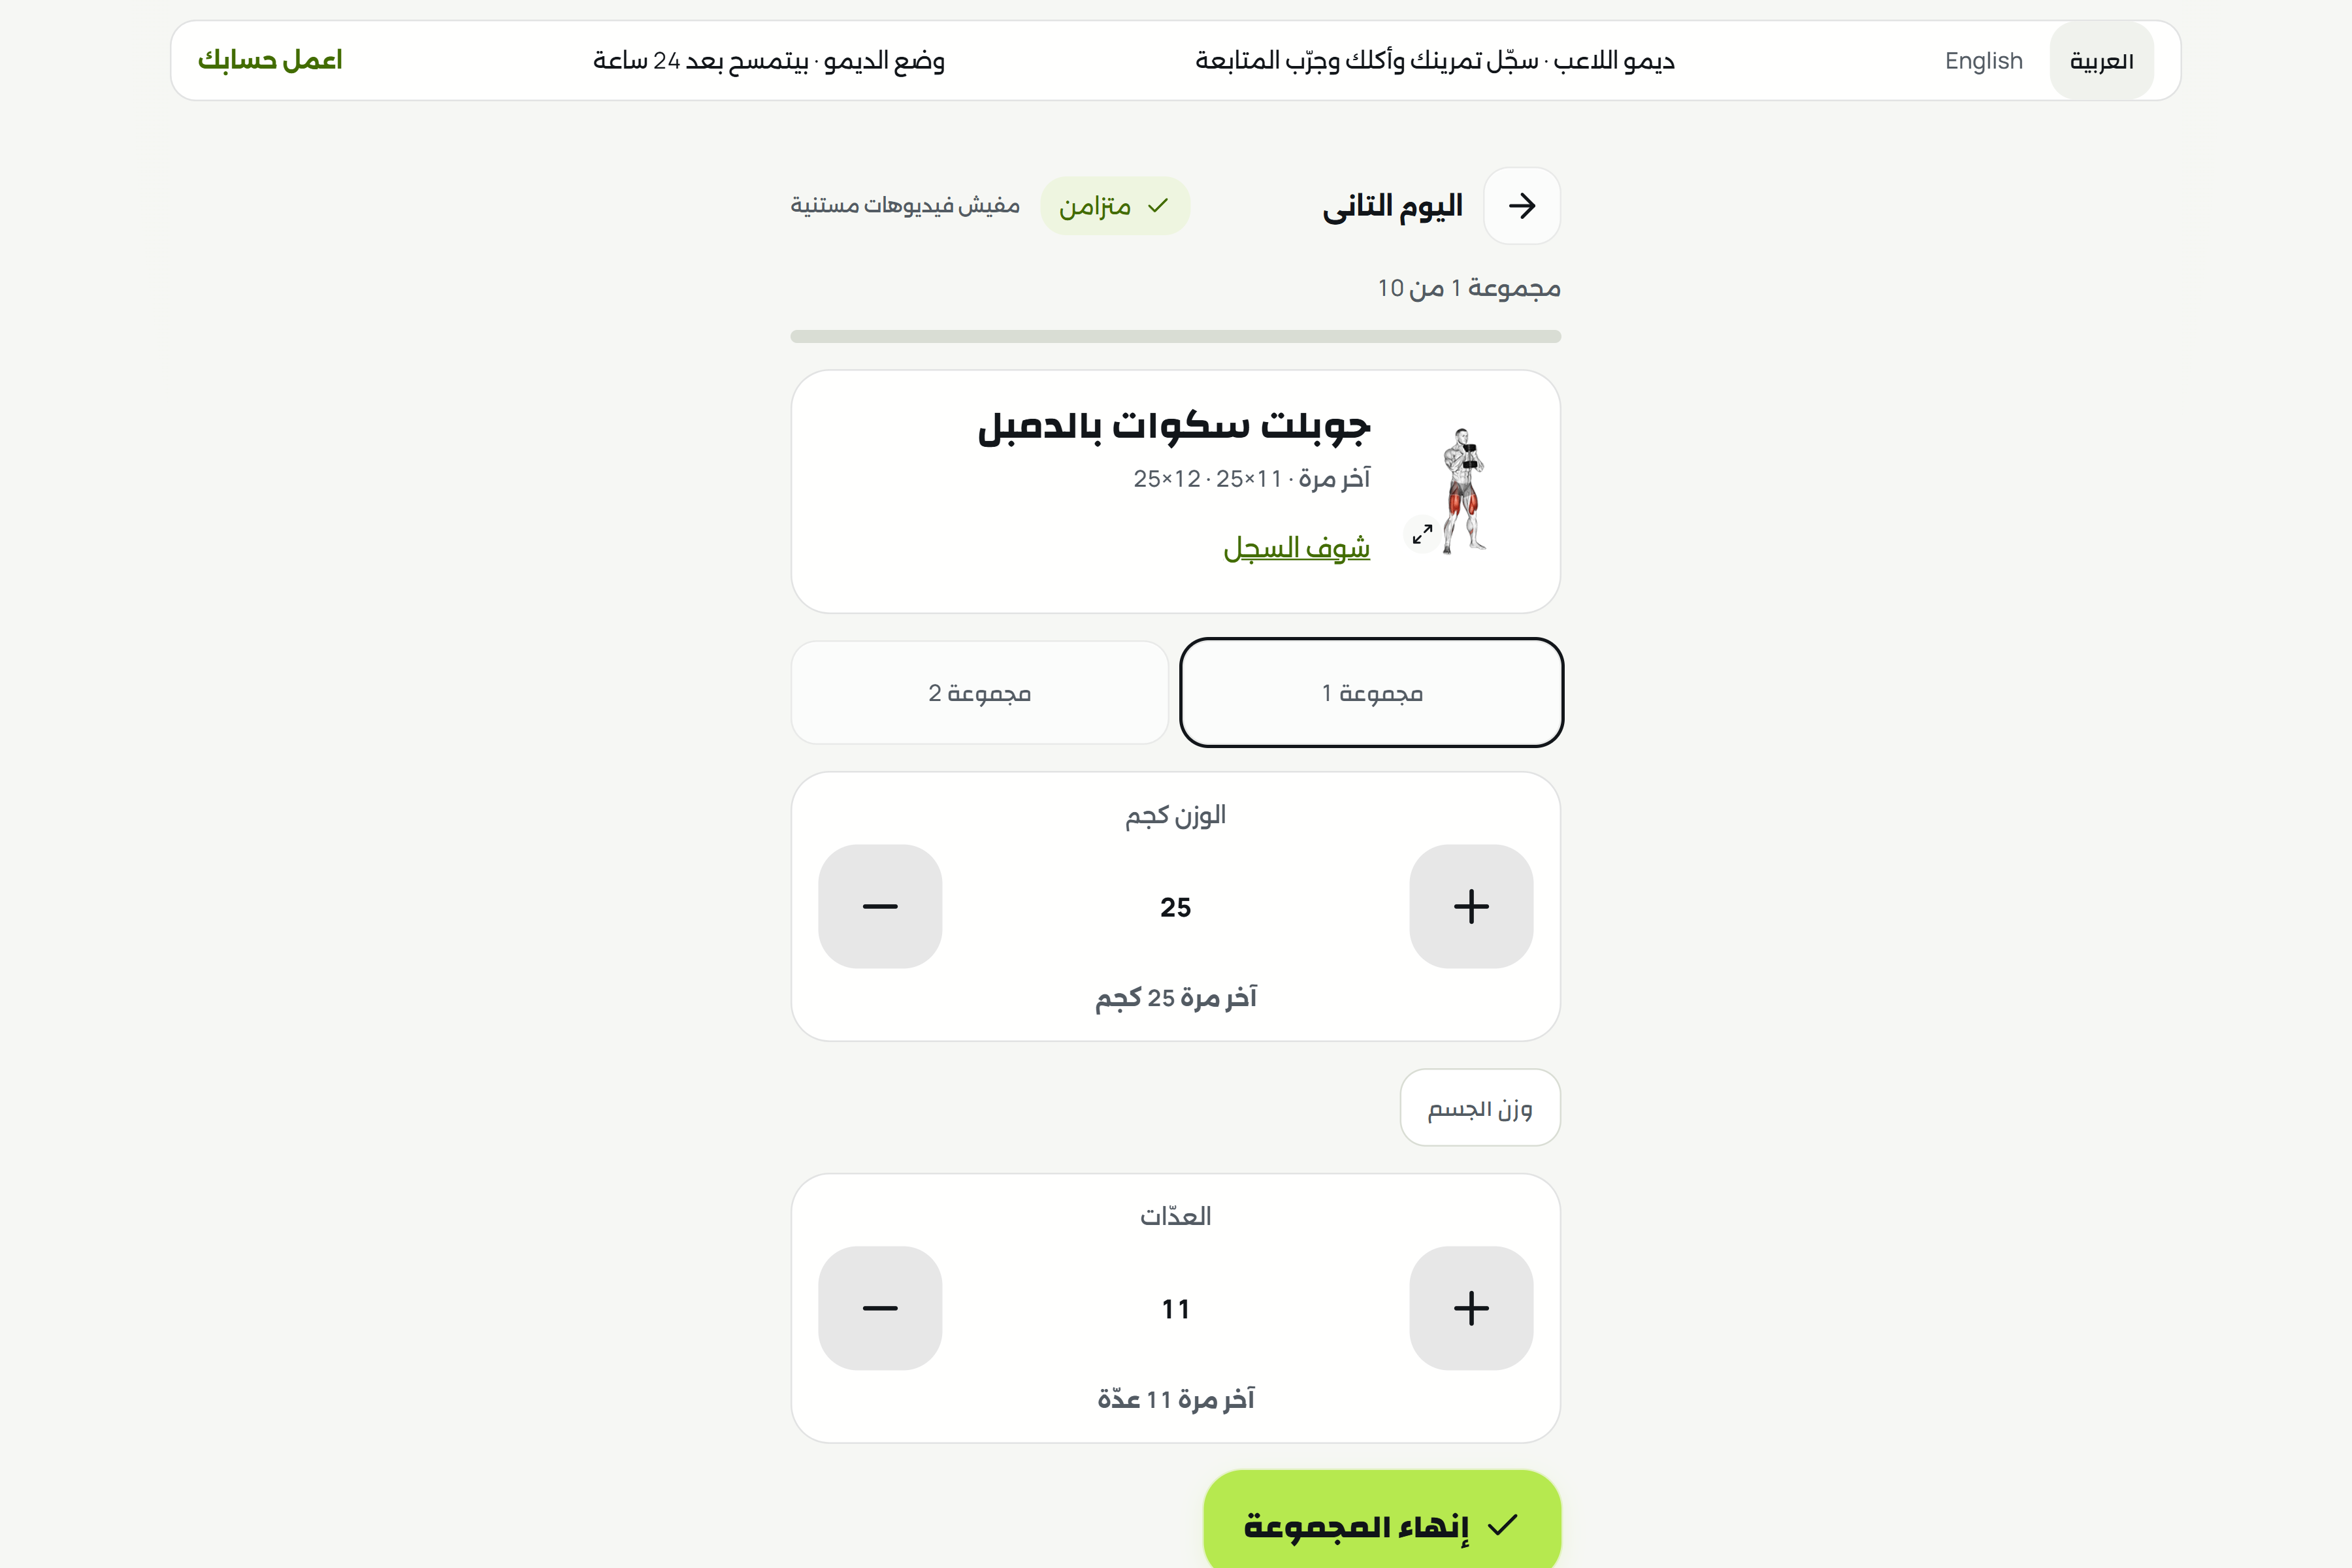 العربية
English
ديمو اللاعب · سجّل تمرينك وأكلك وجرّب المتابعة
وضع الديمو · بيتمسح بعد 24 ساعة
اعمل حسابك
اليوم التانى
متزامن
مفيش فيديوهات مستنية
مجموعة 1 من 10
جوبلت سكوات بالدمبل
آخر مرة · 11×25 · 12×25
شوف السجل
مجموعة 1
مجموعة 2
الوزن كجم
25
آخر مرة 25 كجم
وزن الجسم
العدّات
11
آخر مرة 11 عدّة
إنهاء المجموعة